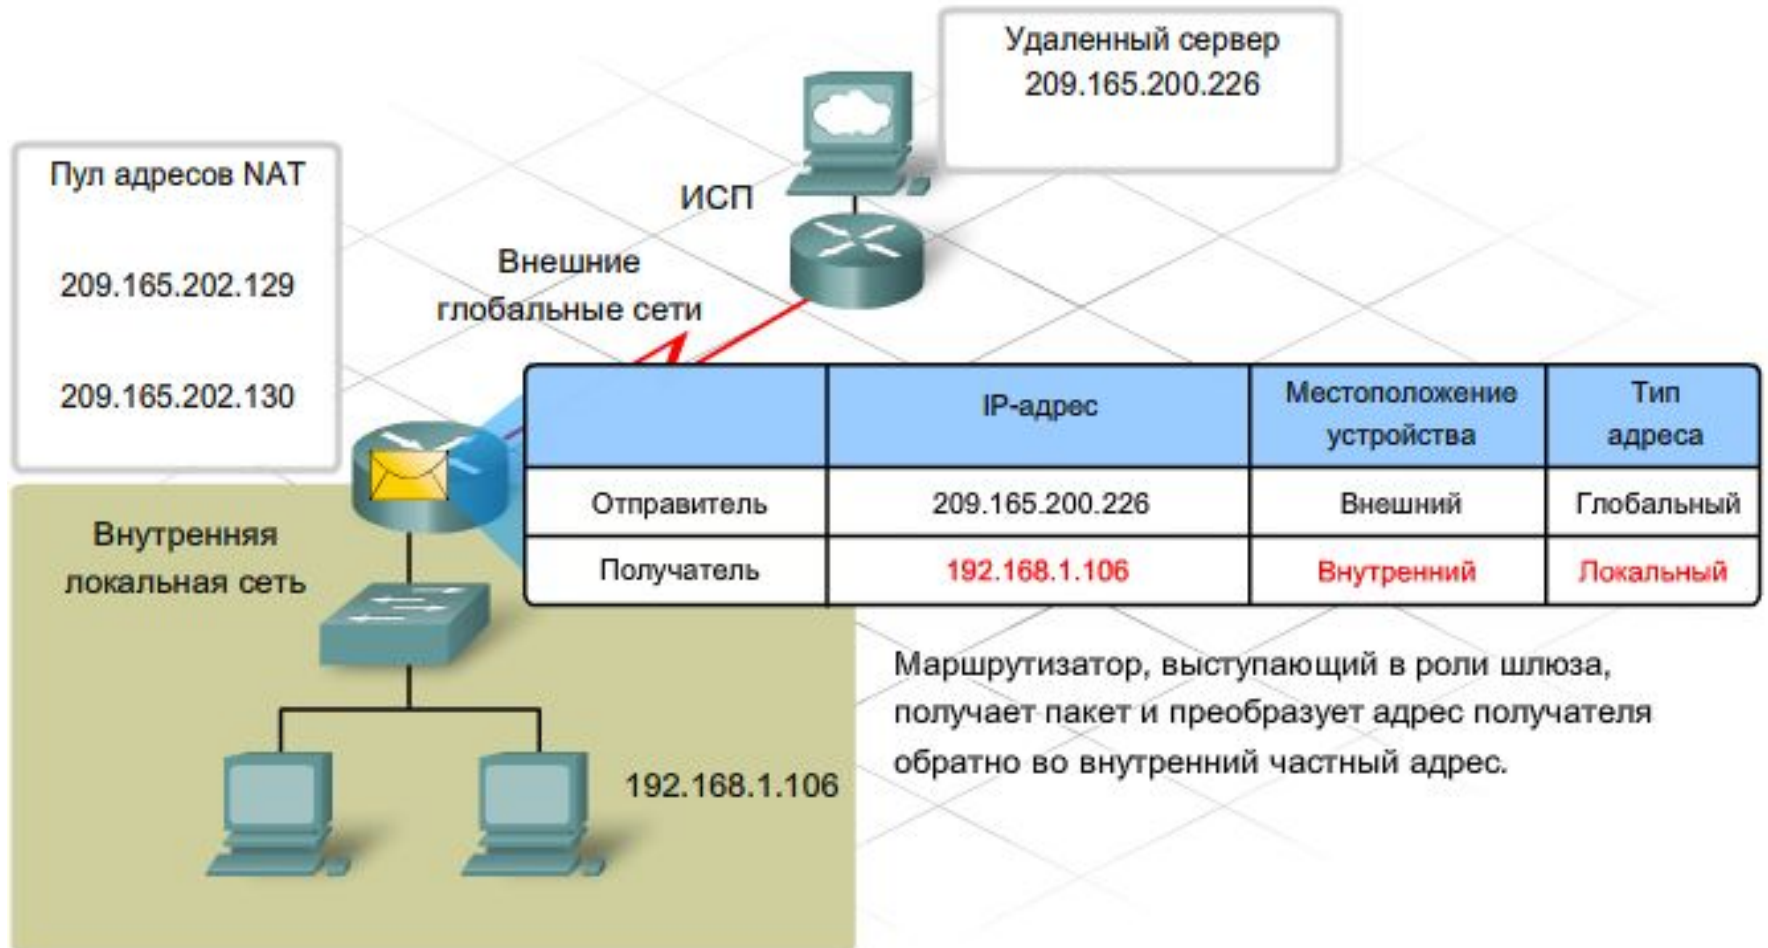 Удаленный сервер
209.165.200.226
Пул адресов NAT
209.165.202.129
209.165.202.130
ИСП
Внешние
глобальные сети
IP-адрес
Местоположение
устройства
Тип
адреса
Отправитель 209.165.200.226 Внешний Глобальный
Получатель 192.168.1.106 Внутренний Локальный
Внутренняя
локальная сеть
192.168.1.106
Маршрутизатор, выступающий в роли шлюза,
получает пакет и преобразует адрес получателя
обратно во внутренний частный адрес.